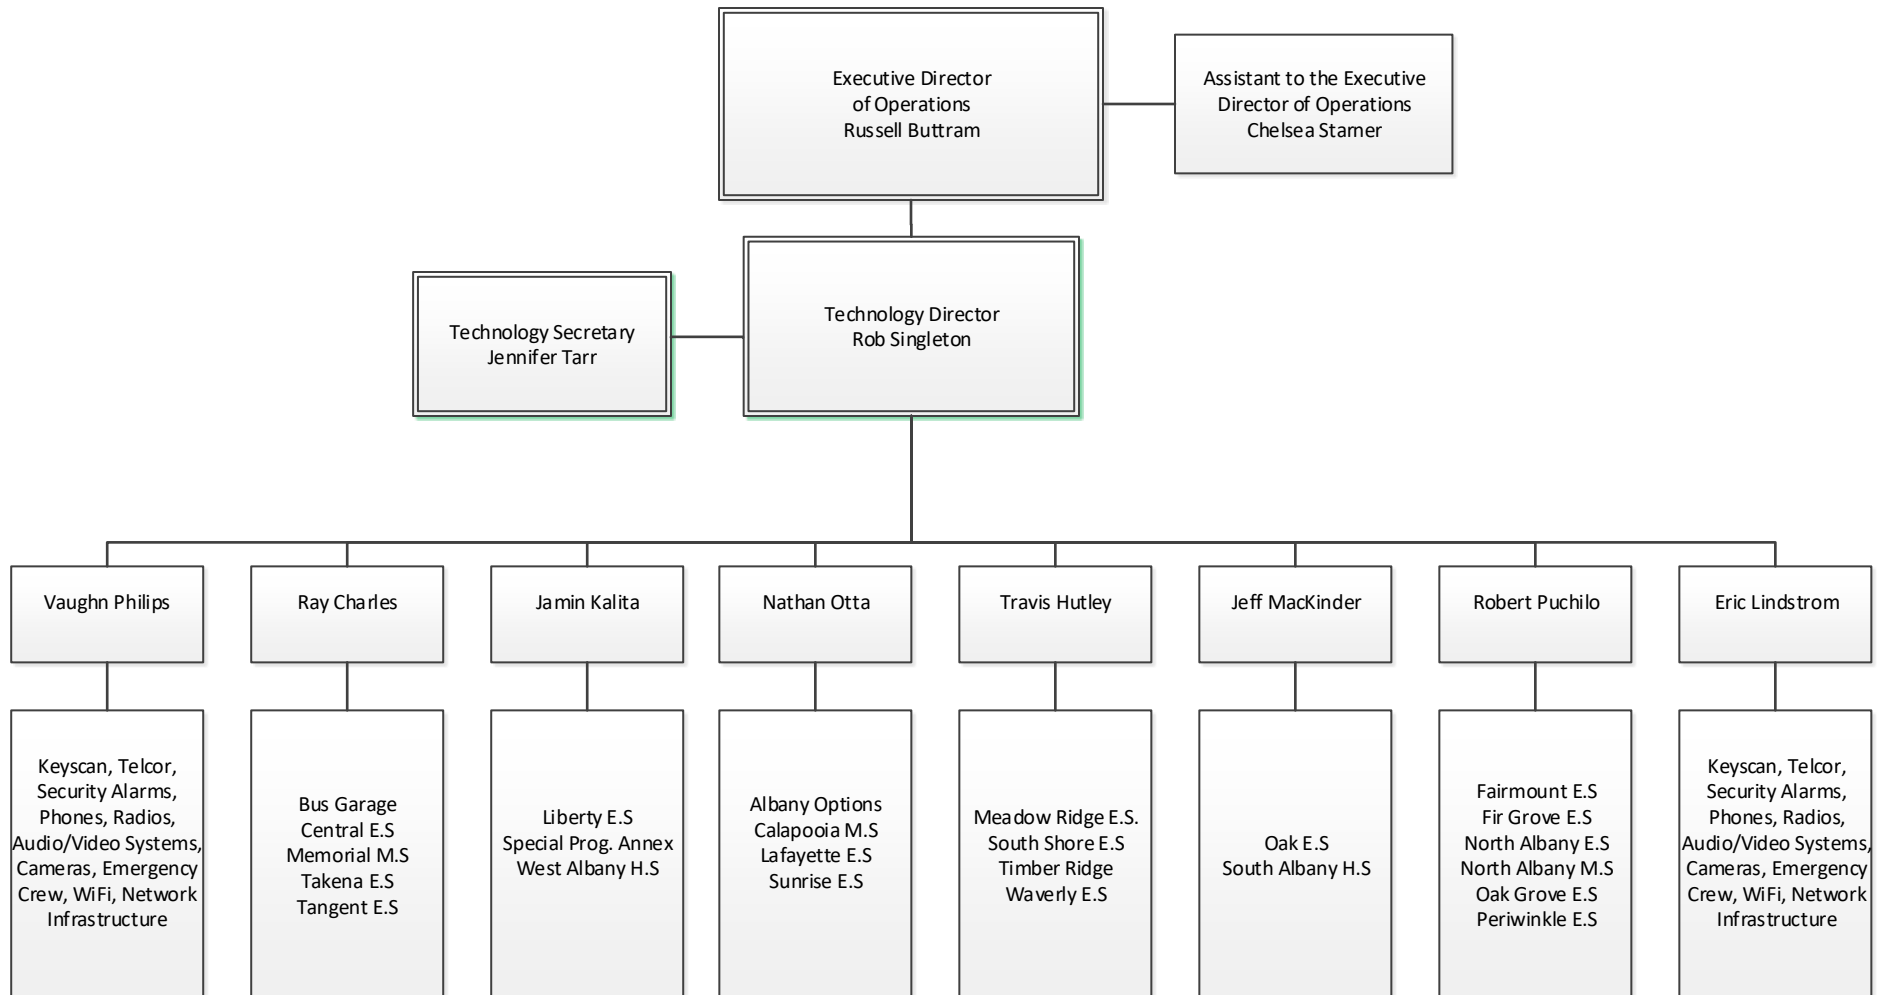 Executive Director
of Operations
Russell Buttram
Assistant to the Executive
Director of Operations
Chelsea Starner
Technology Director
Rob Singleton
Technology Secretary
Jennifer Tarr
Vaughn Philips
Ray Charles
Jamin Kalita
Nathan Otta
Travis Hutley
Jeff MacKinder
Robert Puchilo
Eric Lindstrom
Keyscan, Telcor,
Security Alarms,
Phones, Radios,
Audio/Video Systems,
Cameras, Emergency
Crew, WiFi, Network
Infrastructure
Bus Garage
Central E.S
Memorial M.S
Takena E.S
Tangent E.S
Liberty E.S
Special Prog. Annex
West Albany H.S
Albany Options
Calapooia M.S
Lafayette E.S
Sunrise E.S
Meadow Ridge E.S.
South Shore E.S
Timber Ridge
Waverly E.S
Oak E.S
South Albany H.S
Fairmount E.S
Fir Grove E.S
North Albany E.S
North Albany M.S
Oak Grove E.S
Periwinkle E.S
Keyscan, Telcor,
Security Alarms,
Phones, Radios,
Audio/Video Systems,
Cameras, Emergency
Crew, WiFi, Network
Infrastructure